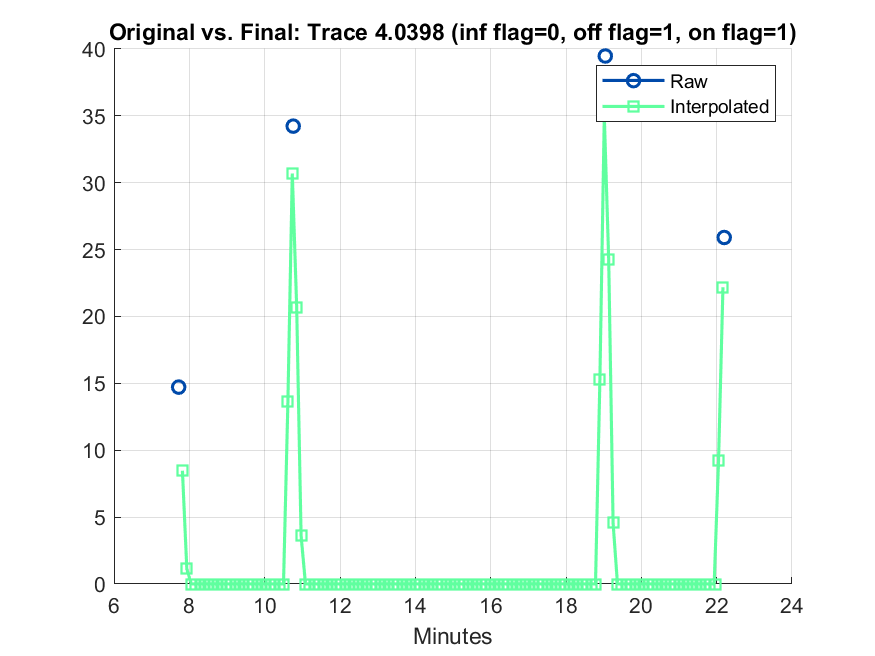 Original vs. Final: Trace 4.0398 (inf flag=0, off flag=1, on flag=1)
40
35
30
25
20
15
10
5
0
Raw
Interpolated
6 8 10 12 14 16 18 20 22 24
Minutes